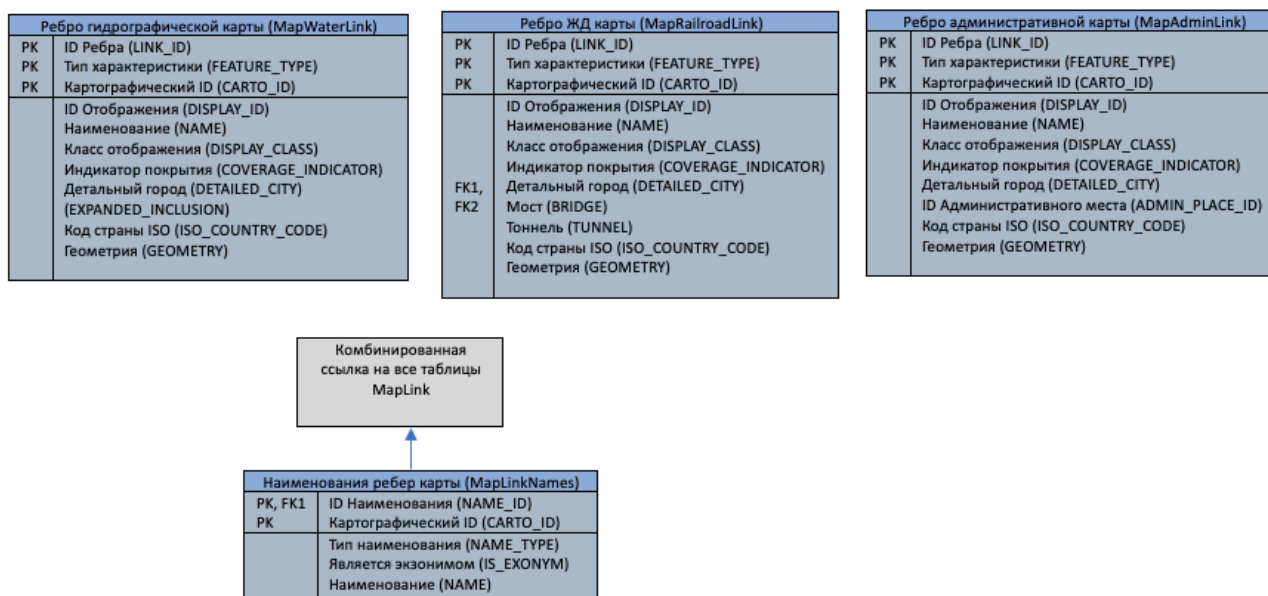 Ребро гидрографической карты (MapWaterLink)
PK ID Ребра (LINK_ID)
PK Тип характеристики (FEATURE_TYPE)
PK Картографический ID (CARTO_ID)
ID Отображения (DISPLAY_ID)
Наименование (NAME)
Класс отображения (DISPLAY_CLASS)
Индикатор покрытия (COVERAGE_INDICATOR)
Детальный город (DETAILED_CITY)
(EXPANDED_INCLUSION)
Код страны ISO (ISO_COUNTRY_CODE)
Геометрия (GEOMETRY)
Ребро ЖД карты (MapRailroadLink)
PK ID Ребра (LINK_ID)
PK Тип характеристики (FEATURE_TYPE)
PK Картографический ID (CARTO_ID)
ID Отображения (DISPLAY_ID)
Наименование (NAME)
Класс отображения (DISPLAY_CLASS)
Индикатор покрытия (COVERAGE_INDICATOR)
FK1, Детальный город (DETAILED_CITY)
FK2 Мост (BRIDGE)
Тоннель (TUNNEL)
Код страны ISO (ISO_COUNTRY_CODE)
Геометрия (GEOMETRY)
Ребро административной карты (MapAdminLink)
PK ID Ребра (LINK_ID)
PK Тип характеристики (FEATURE_TYPE)
PK Картографический ID (CARTO_ID)
ID Отображения (DISPLAY_ID)
Наименование (NAME)
Класс отображения (DISPLAY_CLASS)
Индикатор покрытия (COVERAGE_INDICATOR)
Детальный город (DETAILED_CITY)
ID Административного места (ADMIN_PLACE_ID)
Код страны ISO (ISO_COUNTRY_CODE)
Геометрия (GEOMETRY)
Комбинированная
ссылка на все таблицы
MapLink
Наименования ребер карты (MapLinkNames)
PK, FK1 ID Наименования (NAME_ID)
PK Картографический ID (CARTO_ID)
Тип наименования (NAME_TYPE)
Является экзонимом (IS_EXONYM)
Наименование (NAME)